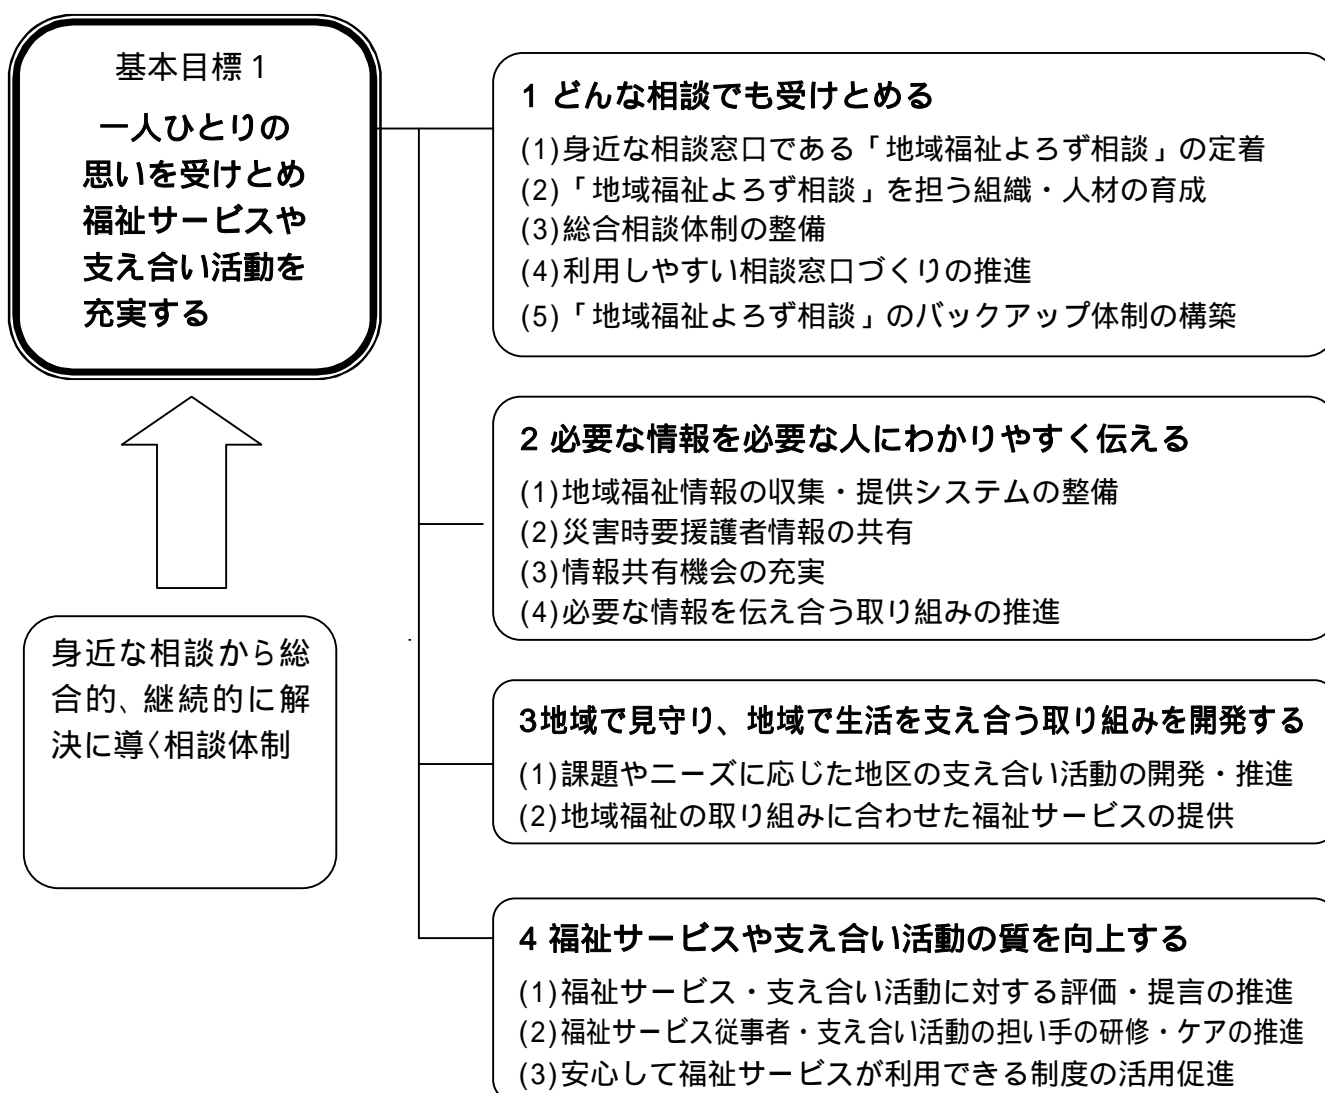 基本目標１
一人ひとりの
思いを受けとめ
福祉サービスや
支え合い活動を
充実する
身近な相談から総
合的、継続的に解
決に導く相談体制
1 どんな相談でも受けとめる
(1)身近な相談窓口である「地域福祉よろず相談」の定着
(2)「地域福祉よろず相談」を担う組織・人材の育成
(3)総合相談体制の整備
(4)利用しやすい相談窓口づくりの推進
(5)「地域福祉よろず相談」のバックアップ体制の構築
2 必要な情報を必要な人にわかりやすく伝える
(1)地域福祉情報の収集・提供システムの整備
(2)災害時要援護者情報の共有
(3)情報共有機会の充実
(4)必要な情報を伝え合う取り組みの推進
3地域で見守り、地域で生活を支え合う取り組みを開発する
(1)課題やニーズに応じた地区の支え合い活動の開発・推進
(2)地域福祉の取り組みに合わせた福祉サービスの提供
4 福祉サービスや支え合い活動の質を向上する
(1)福祉サービス・支え合い活動に対する評価・提言の推進
(2)福祉サービス従事者・支え合い活動の担い手の研修・ケアの推進
(3)安心して福祉サービスが利用できる制度の活用促進